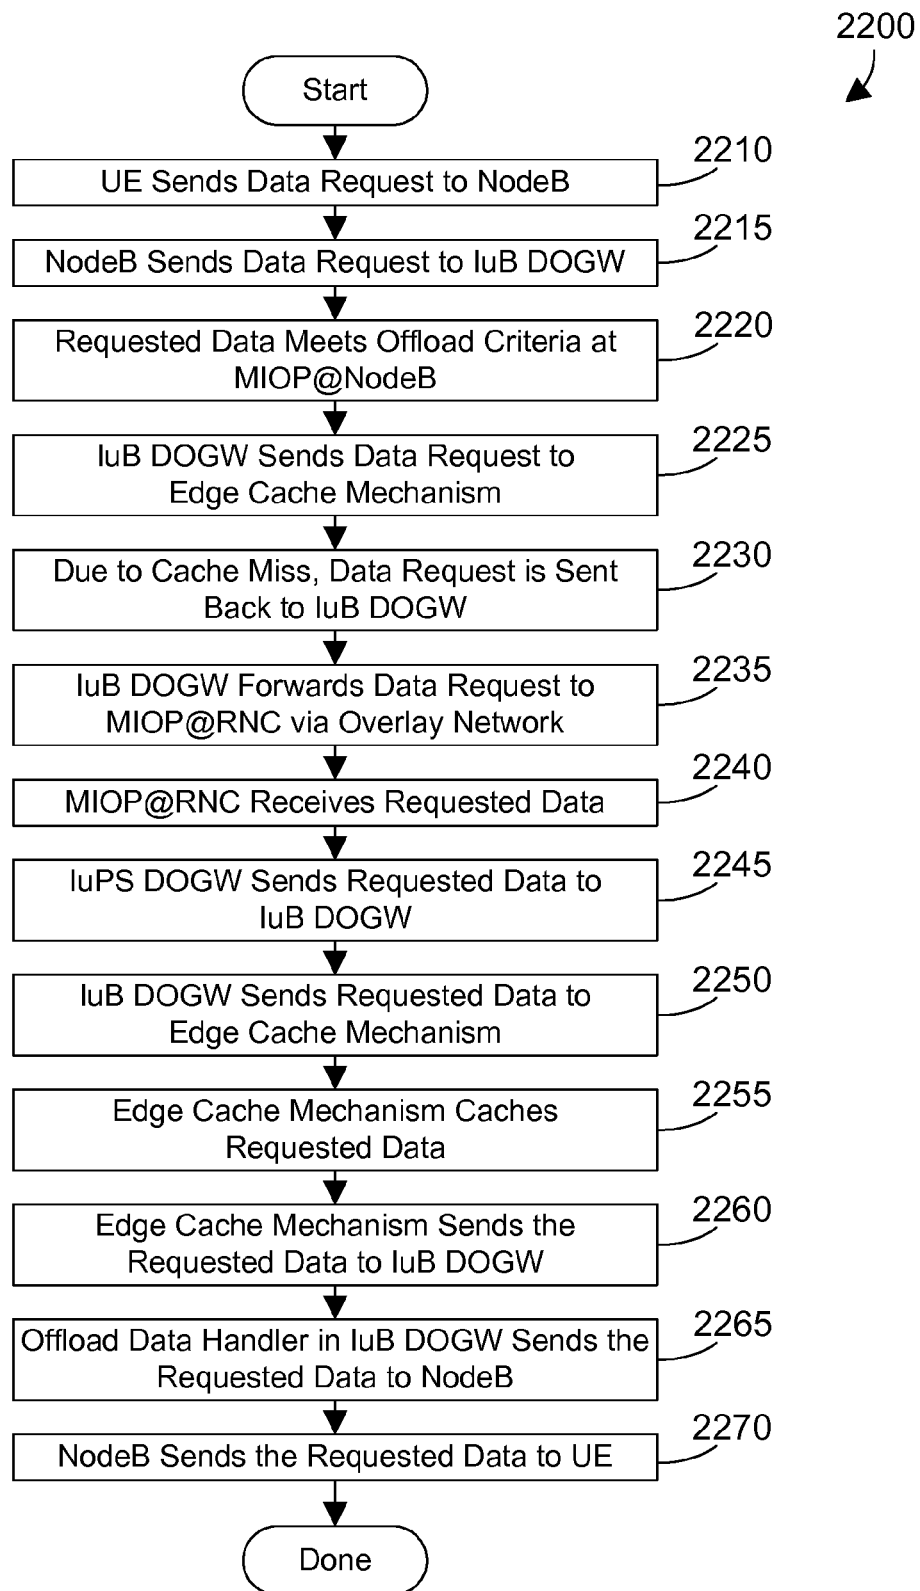 2200
Start
2210
UE Sends Data Request to NodeB
2215
NodeB Sends Data Request to IuB DOGW
2220
Requested Data Meets Offload Criteria at
MIOP@NodeB
2225
IuB DOGW Sends Data Request to
Edge Cache Mechanism
2230
Due to Cache Miss, Data Request is Sent
Back to IuB DOGW
2235
IuB DOGW Forwards Data Request to
MIOP@RNC via Overlay Network
2240
MIOP@RNC Receives Requested Data
2245
IuPS DOGW Sends Requested Data to
IuB DOGW
2250
IuB DOGW Sends Requested Data to
Edge Cache Mechanism
2255
Edge Cache Mechanism Caches
Requested Data
2260
Edge Cache Mechanism Sends the
Requested Data to IuB DOGW
2265
Offload Data Handler in IuB DOGW Sends the
Requested Data to NodeB
2270
NodeB Sends the Requested Data to UE
Done